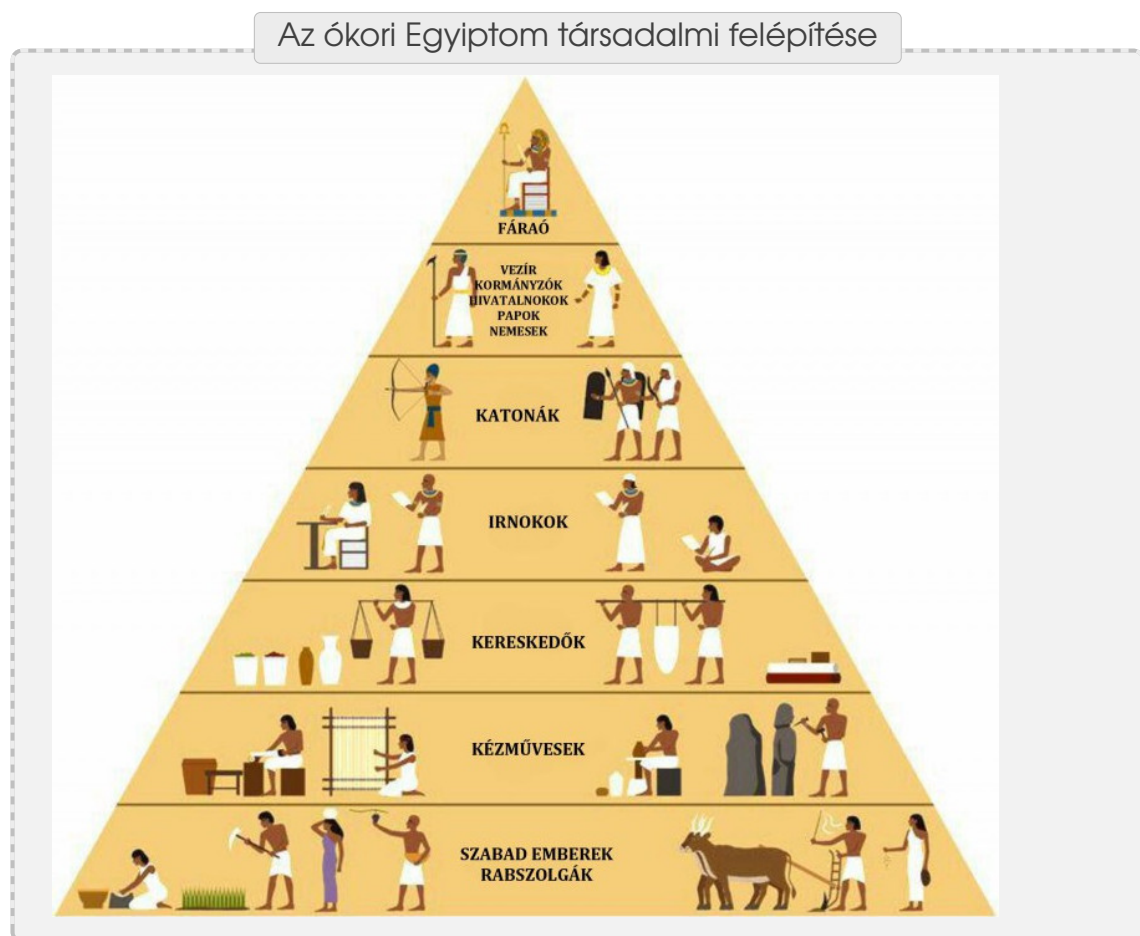 Az ókori Egyiptom társadalmi felépítése
FÁRAÓ
VEZÍR
KORMÁNYZÓK
HIVATALNOKOK
PAPOK
NEMESEK
KATONÁK
IRNOKOK
KERESKEDŐK
KÉZMŰVESEK
SZABAD EMBEREK
RABSZOLGÁK